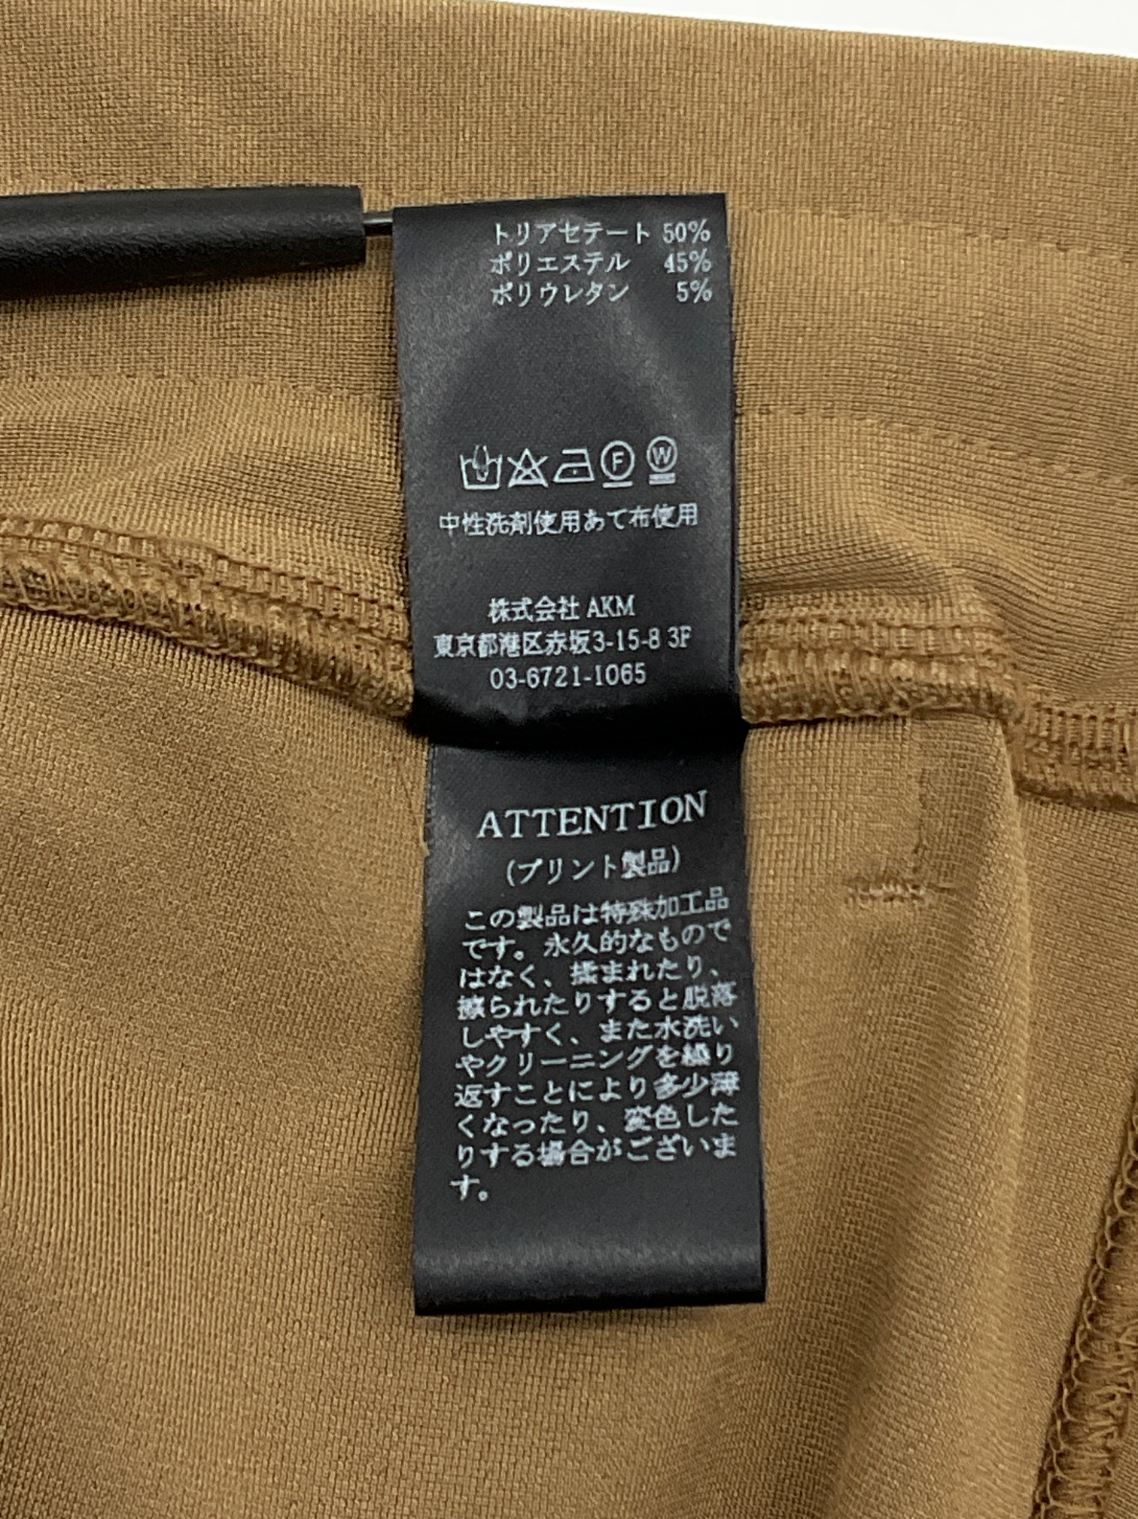 トリアセテート 50%
ポリエステル 45%
ポリウレタン 5%
F W
中性洗剤使用あて布使用
株式会社 AKM
東京都港区赤坂3-15-8 3F
03-6721-1065
ATTENTION
(プリント製品)
この製品は特殊加工品
です。永久的なもので
はなく、揉まれたり、
擦られたりすると脱落
しやすく、また水洗い
やクリーニングを繰り
返すことにより多少薄
くなったり、変色した
りする場合がございま
す。